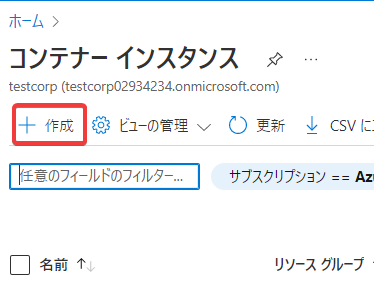 ホーム >
コンテナー インスタンス
testcorp (testcorp02934234.onmicrosoft.com)
作成 ビューの管理 更新 CSV に
任意のフィールドのフィルター... サブスクリプション == Azu
名前 リソース グループ